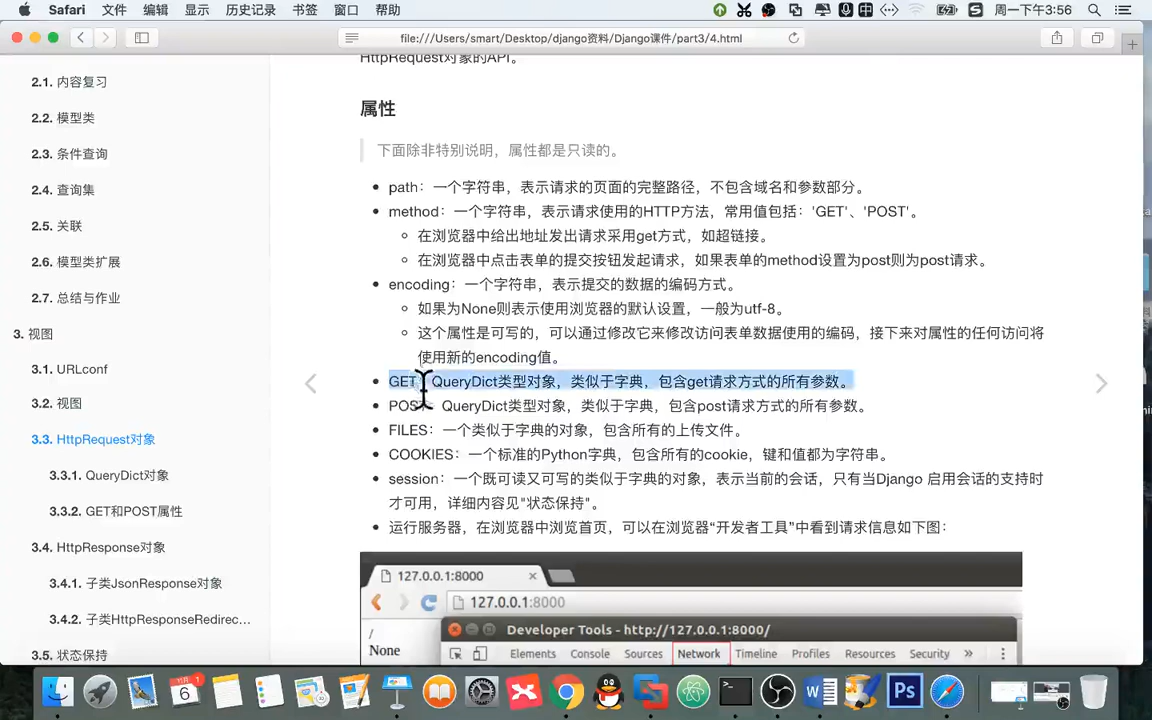 Safari 文件 编辑 显示 历史记录 书签 窗口 帮助 周一下午3:56
file:///Users/smart/Desktop/django资料/Django课件/part3/4.html
2.1. 内容复习
2.2. 模型类
2.3. 条件查询
2.4. 查询集
2.5. 关联
2.6. 模型类扩展
2.7. 总结与作业
3. 视图
3.1. URLconf
3.2. 视图
3.3. HttpRequest对象
3.3.1. QueryDict对象
3.3.2. GET和POST属性
3.4. HttpResponse对象
3.4.1. 子类JsonResponse对象
3.4.2. 子类HttpResponseRedirec...
3.5. 状态保持
HttpRequest对象的API。
属性
下面除非特别说明，属性都是只读的。
path：一个字符串，表示请求的页面的完整路径，不包含域名和参数部分。
method：一个字符串，表示请求使用的HTTP方法，常用值包括：'GET'、'POST'。
在浏览器中给出地址发出请求采用get方式，如超链接。
在浏览器中点击表单的提交按钮发起请求，如果表单的method设置为post则为post请求。
encoding：一个字符串，表示提交的数据的编码方式。
如果为None则表示使用浏览器的默认设置，一般为utf-8。
这个属性是可写的，可以通过修改它来修改访问表单数据使用的编码，接下来对属性的任何访问将
使用新的encoding值。
GET：QueryDict类型对象，类似于字典，包含get请求方式的所有参数。
POST：QueryDict类型对象，类似于字典，包含post请求方式的所有参数。
FILES：一个类似于字典的对象，包含所有的上传文件。
COOKIES：一个标准的Python字典，包含所有的cookie，键和值都为字符串。
session：一个既可读又可写的类似于字典的对象，表示当前的会话，只有当Django 启用会话的支持时
才可用，详细内容见"状态保持"。
运行服务器，在浏览器中浏览首页，可以在浏览器“开发者工具”中看到请求信息如下图：
127.0.0.1:8000
127.0.0.1:8000
/
None
Developer Tools - http://127.0.0.1:8000/
Elements Console Sources Network Timeline Profiles Resources Security
6
Ps